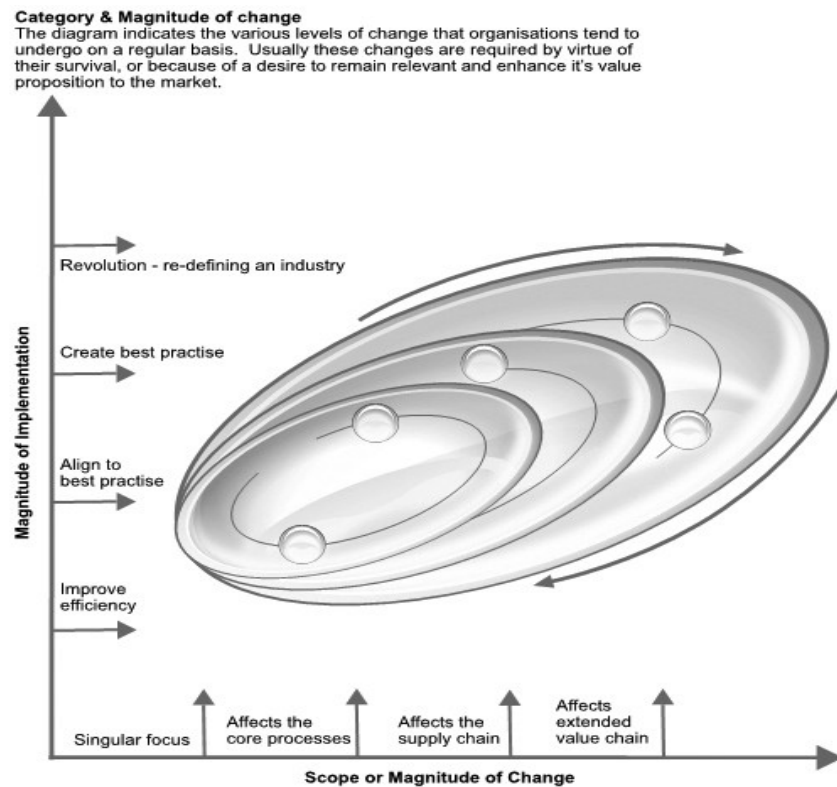 Category & Magnitude of change
The diagram indicates the various levels of change that organisations tend to
undergo on a regular basis.  Usually these changes are required by virtue of
their survival, or because of a desire to remain relevant and enhance it's value
proposition to the market.
Revolution - re-defining an industry
Create best practise
Align to
best practise
Improve
efficiency
Magnitude of Implementation
Singular focus
Affects the
core processes
Affects the
supply chain
Affects
extended
value chain
Scope or Magnitude of Change